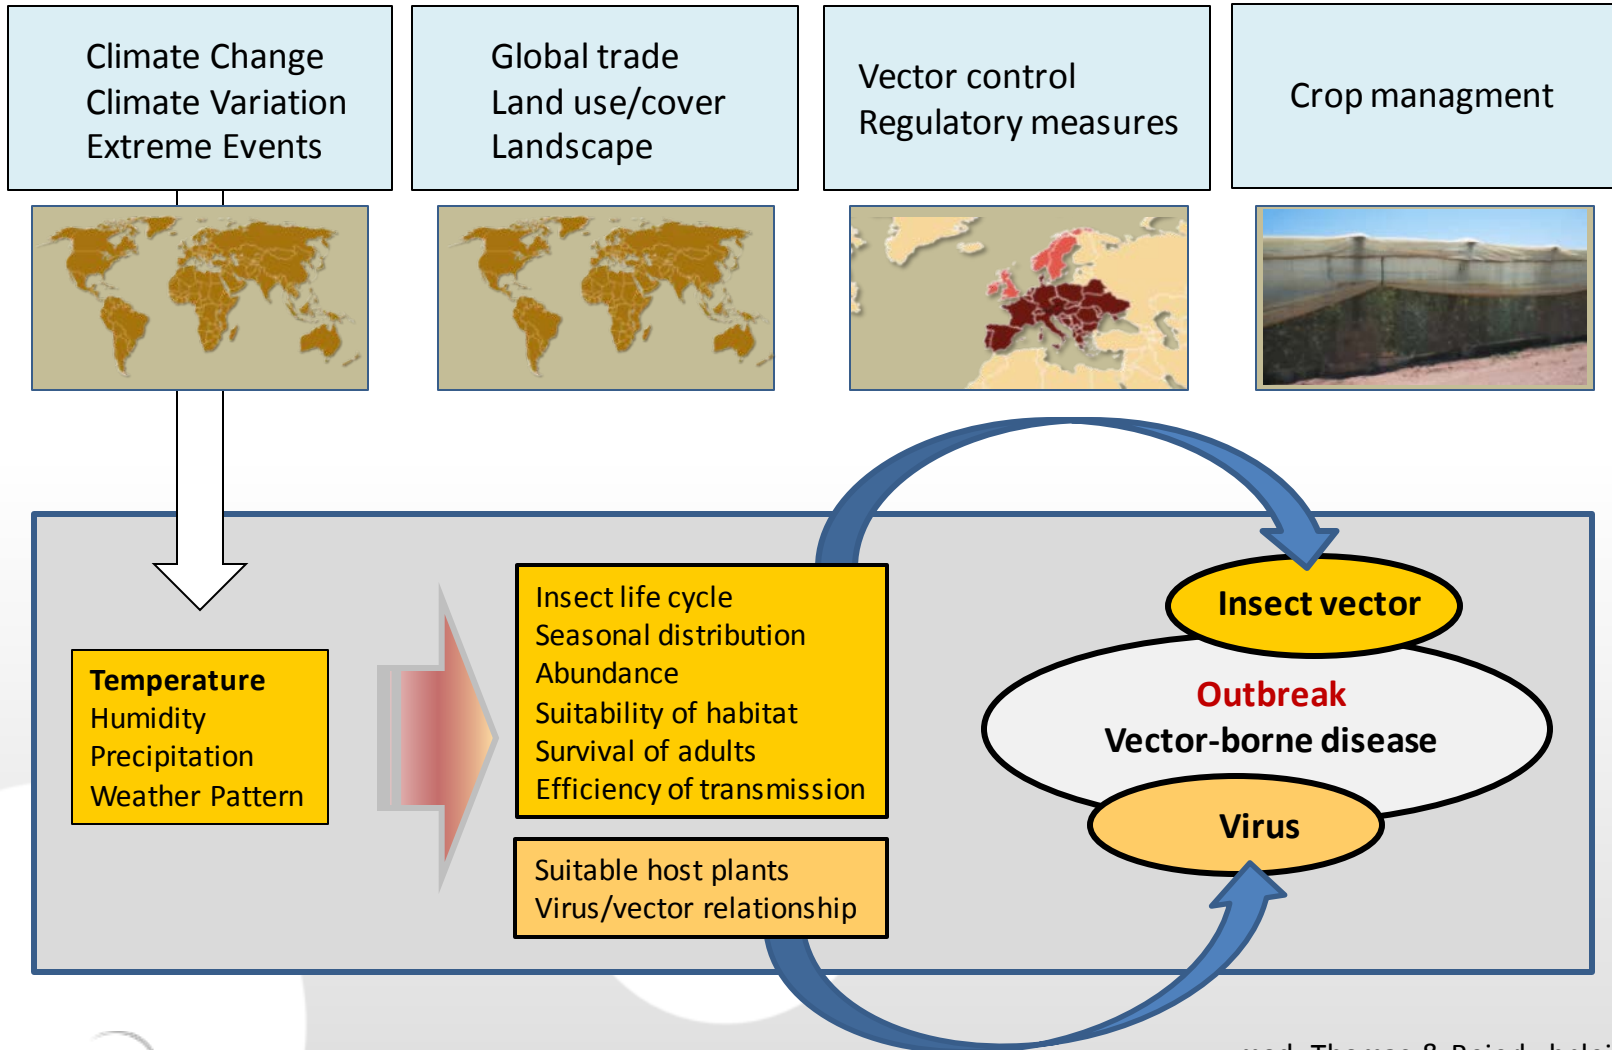 Climate Change
Climate Variation
Extreme Events
Global trade
Land use/cover
Landscape
Vector control
Regulatory measures
Crop managment
Temperature
Humidity
Precipitation
Weather Pattern
Insect life cycle
Seasonal distribution
Abundance
Suitability of habitat
Survival of adults
Efficiency of transmission
Suitable host plants
Virus/vector relationship
Insect vector
Outbreak
Vector-borne disease
Virus
Thomas &